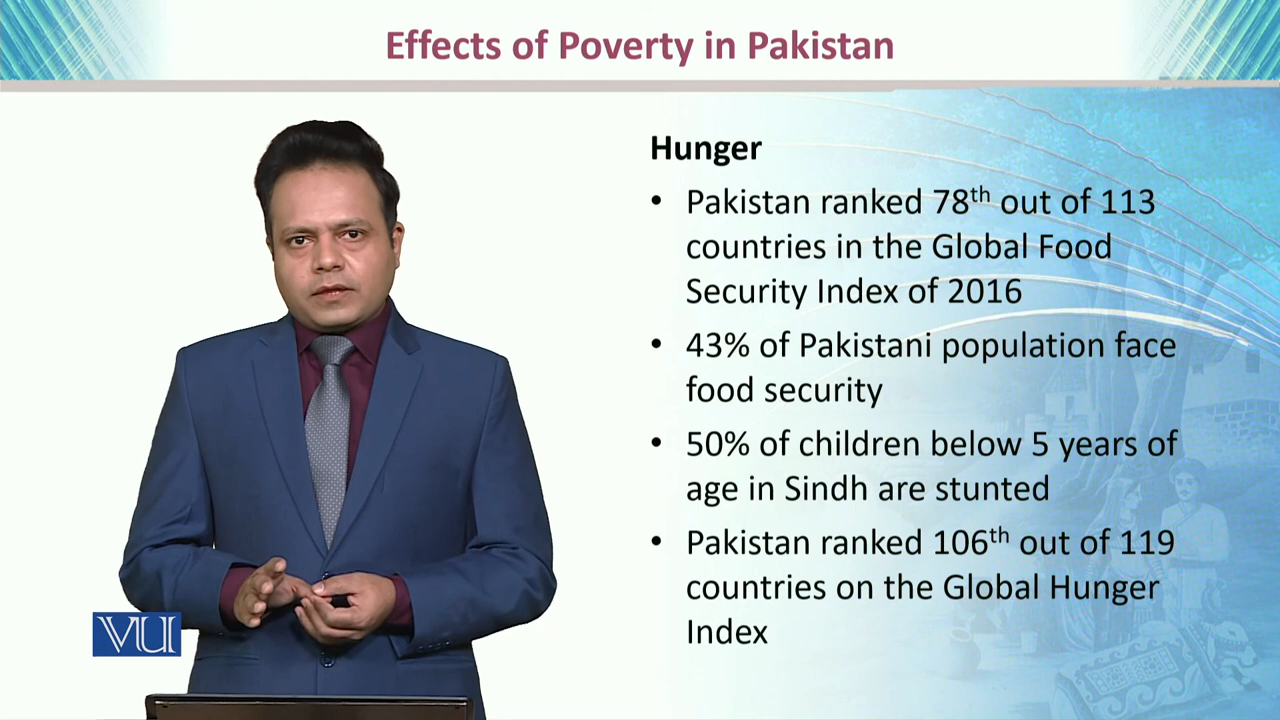 Effects of Poverty in Pakistan
Hunger
• Pakistan ranked 78th out of 113
countries in the Global Food
Security Index of 2016
• 43% of Pakistani population face
food security
• 50% of children below 5 years of
age in Sindh are stunted
• Pakistan ranked 106th out of 119
countries on the Global Hunger
Index
VU